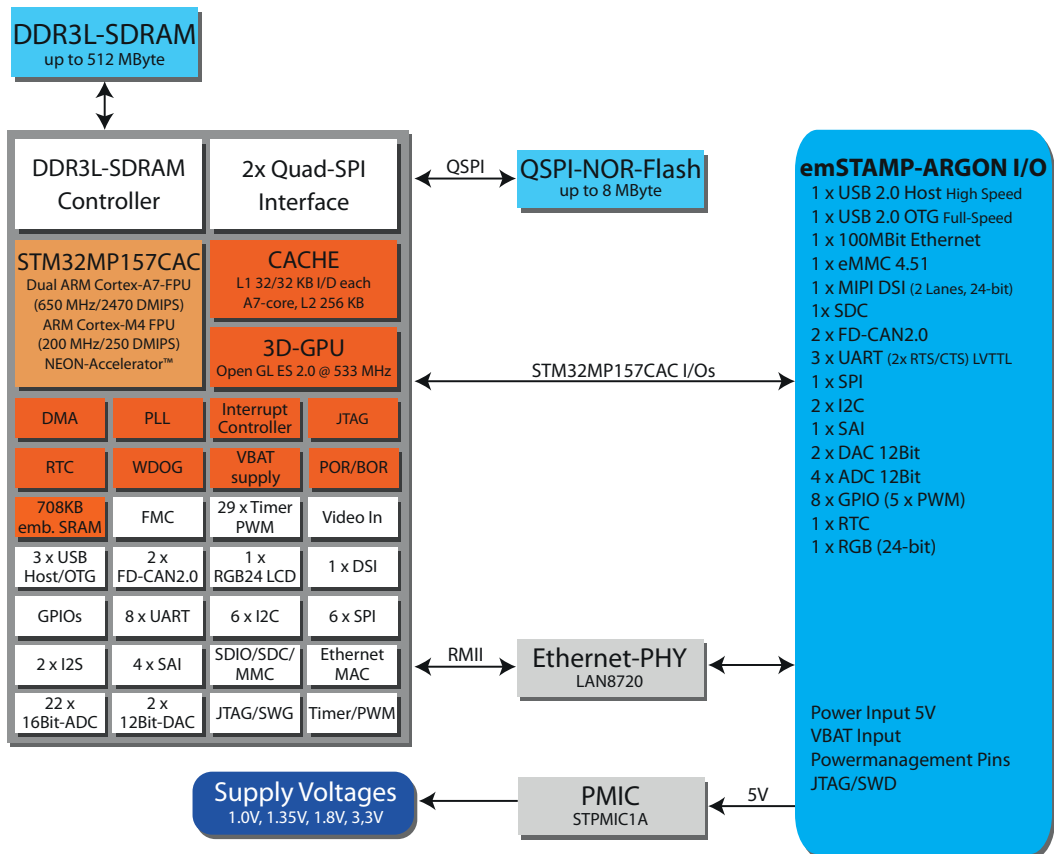 DDR3L-SDRAM
up to 512 MByte
DDR3L-SDRAM
Controller
2x Quad-SPI
Interface
QSPI
QSPI-NOR-Flash
up to 8 MByte
STM32MP157CAC
Dual ARM Cortex-A7-FPU
(650 MHz/2470 DMIPS)
ARM Cortex-M4 FPU
(200 MHz/250 DMIPS)
NEON-Accelerator™
CACHE
L1 32/32 KB I/D each
A7-core, L2 256 KB
3D-GPU
Open GL ES 2.0 @ 533 MHz
STM32MP157CAC I/Os
DMA
PLL
Interrupt
Controller
JTAG
RTC
WDOG
VBAT
supply
POR/BOR
708KB
emb. SRAM
FMC
29 x Timer
PWM
Video In
3 x USB
Host/OTG
2 x
FD-CAN2.0
1 x
RGB24 LCD
1 x DSI
GPIOs
8 x UART
6 x I2C
6 x SPI
2 x I2S
4 x SAI
SDIO/SDC/
MMC
Ethernet
MAC
22 x
16Bit-ADC
2 x
12Bit-DAC
JTAG/SWG
Timer/PWM
RMII
Ethernet-PHY
LAN8720
Supply Voltages
1.0V, 1.35V, 1.8V, 3,3V
PMIC
STPMIC1A
5V
emSTAMP-ARGON I/O
1 x USB 2.0 Host High Speed
1 x USB 2.0 OTG Full-Speed
1 x 100MBit Ethernet
1 x eMMC 4.51
1 x MIPI DSI (2 Lanes, 24-bit)
1x SDC
2 x FD-CAN2.0
3 x UART (2x RTS/CTS) LVTTL
1 x SPI
2 x I2C
1 x SAI
2 x DAC 12Bit
4 x ADC 12Bit
8 x GPIO (5 x PWM)
1 x RTC
1 x RGB (24-bit)
Power Input 5V
VBAT Input
Powermanagement Pins
JTAG/SWD